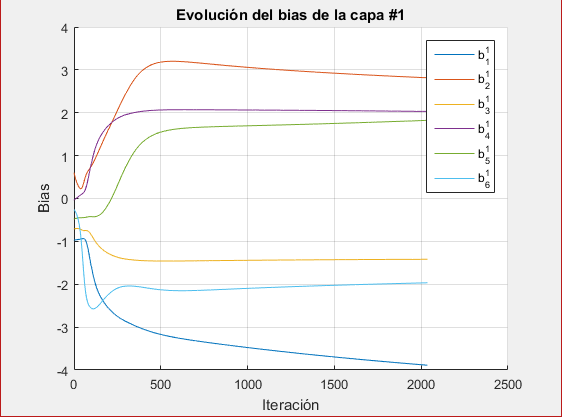 Evolución del bias de la capa #1
4
3
2
1
0
-1
-2
-3
-4
Bias
0 500 1000 1500 2000 2500
Iteración
b₁¹
b₂¹
b₃¹
b₄¹
b₅¹
b₆¹